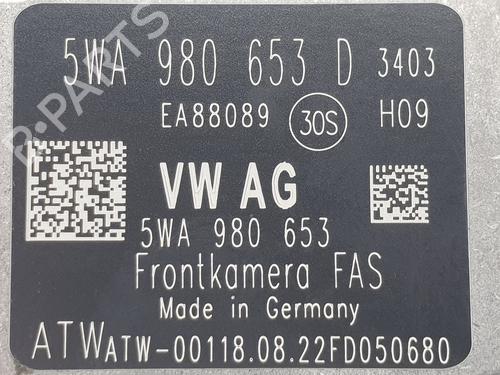 5WA 980 653 D 3403
EA88089 30S H09
VW AG
5WA 980 653
Frontkamera FAS
Made in Germany
ATW ATW-00118.08.22FD050680
B-PARTS